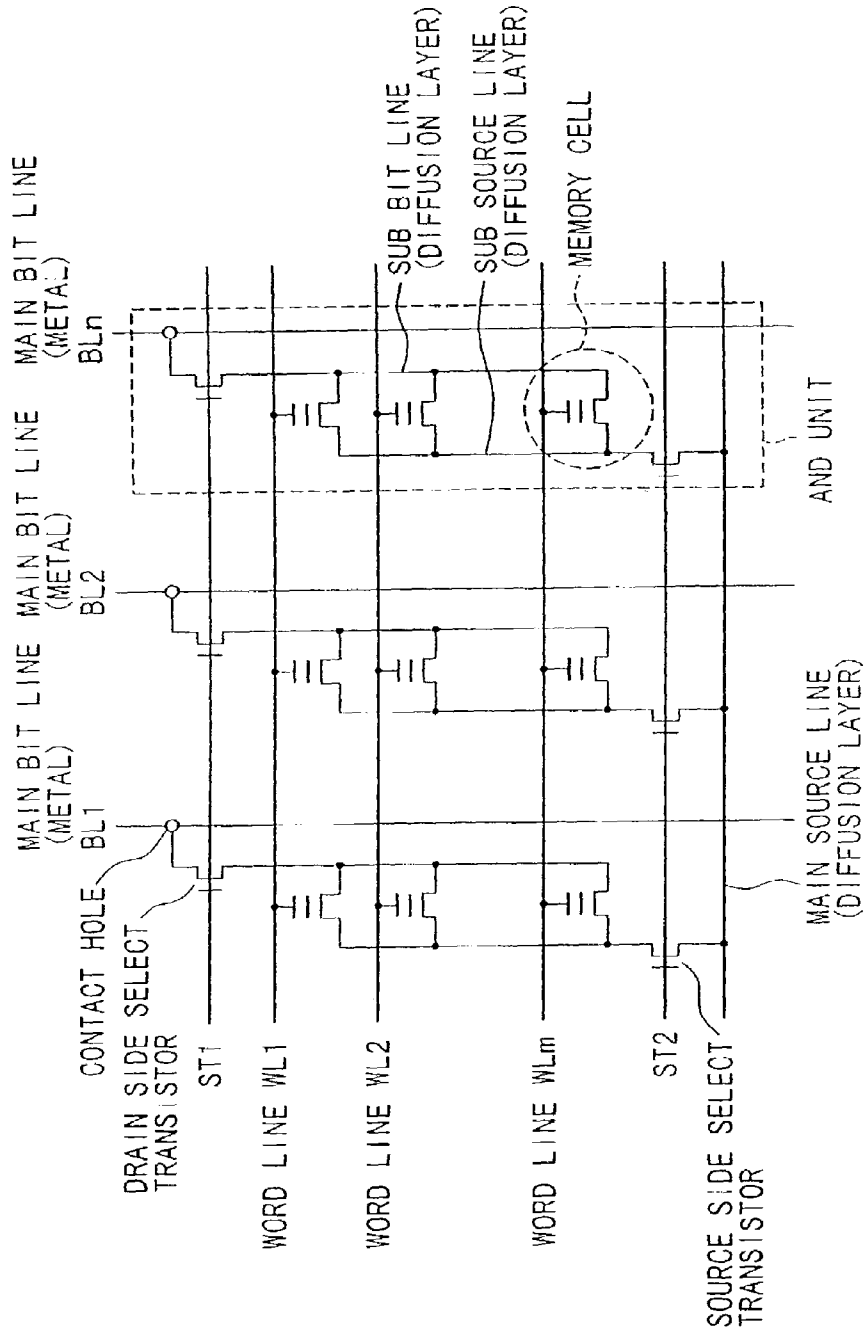 MAIN BIT LINE
(METAL)
BL1
MAIN BIT LINE
(METAL)
BL2
MAIN BIT LINE
(METAL)
BLn
CONTACT HOLE
DRAIN SIDE SELECT
TRANSISTOR
ST1
WORD LINE WL1
WORD LINE WL2
WORD LINE WLm
ST2
SOURCE SIDE SELECT
TRANSISTOR
SUB BIT LINE
(DIFFUSION LAYER)
SUB SOURCE LINE
(DIFFUSION LAYER)
MEMORY CELL
MAIN SOURCE LINE
(DIFFUSION LAYER)
AND UNIT